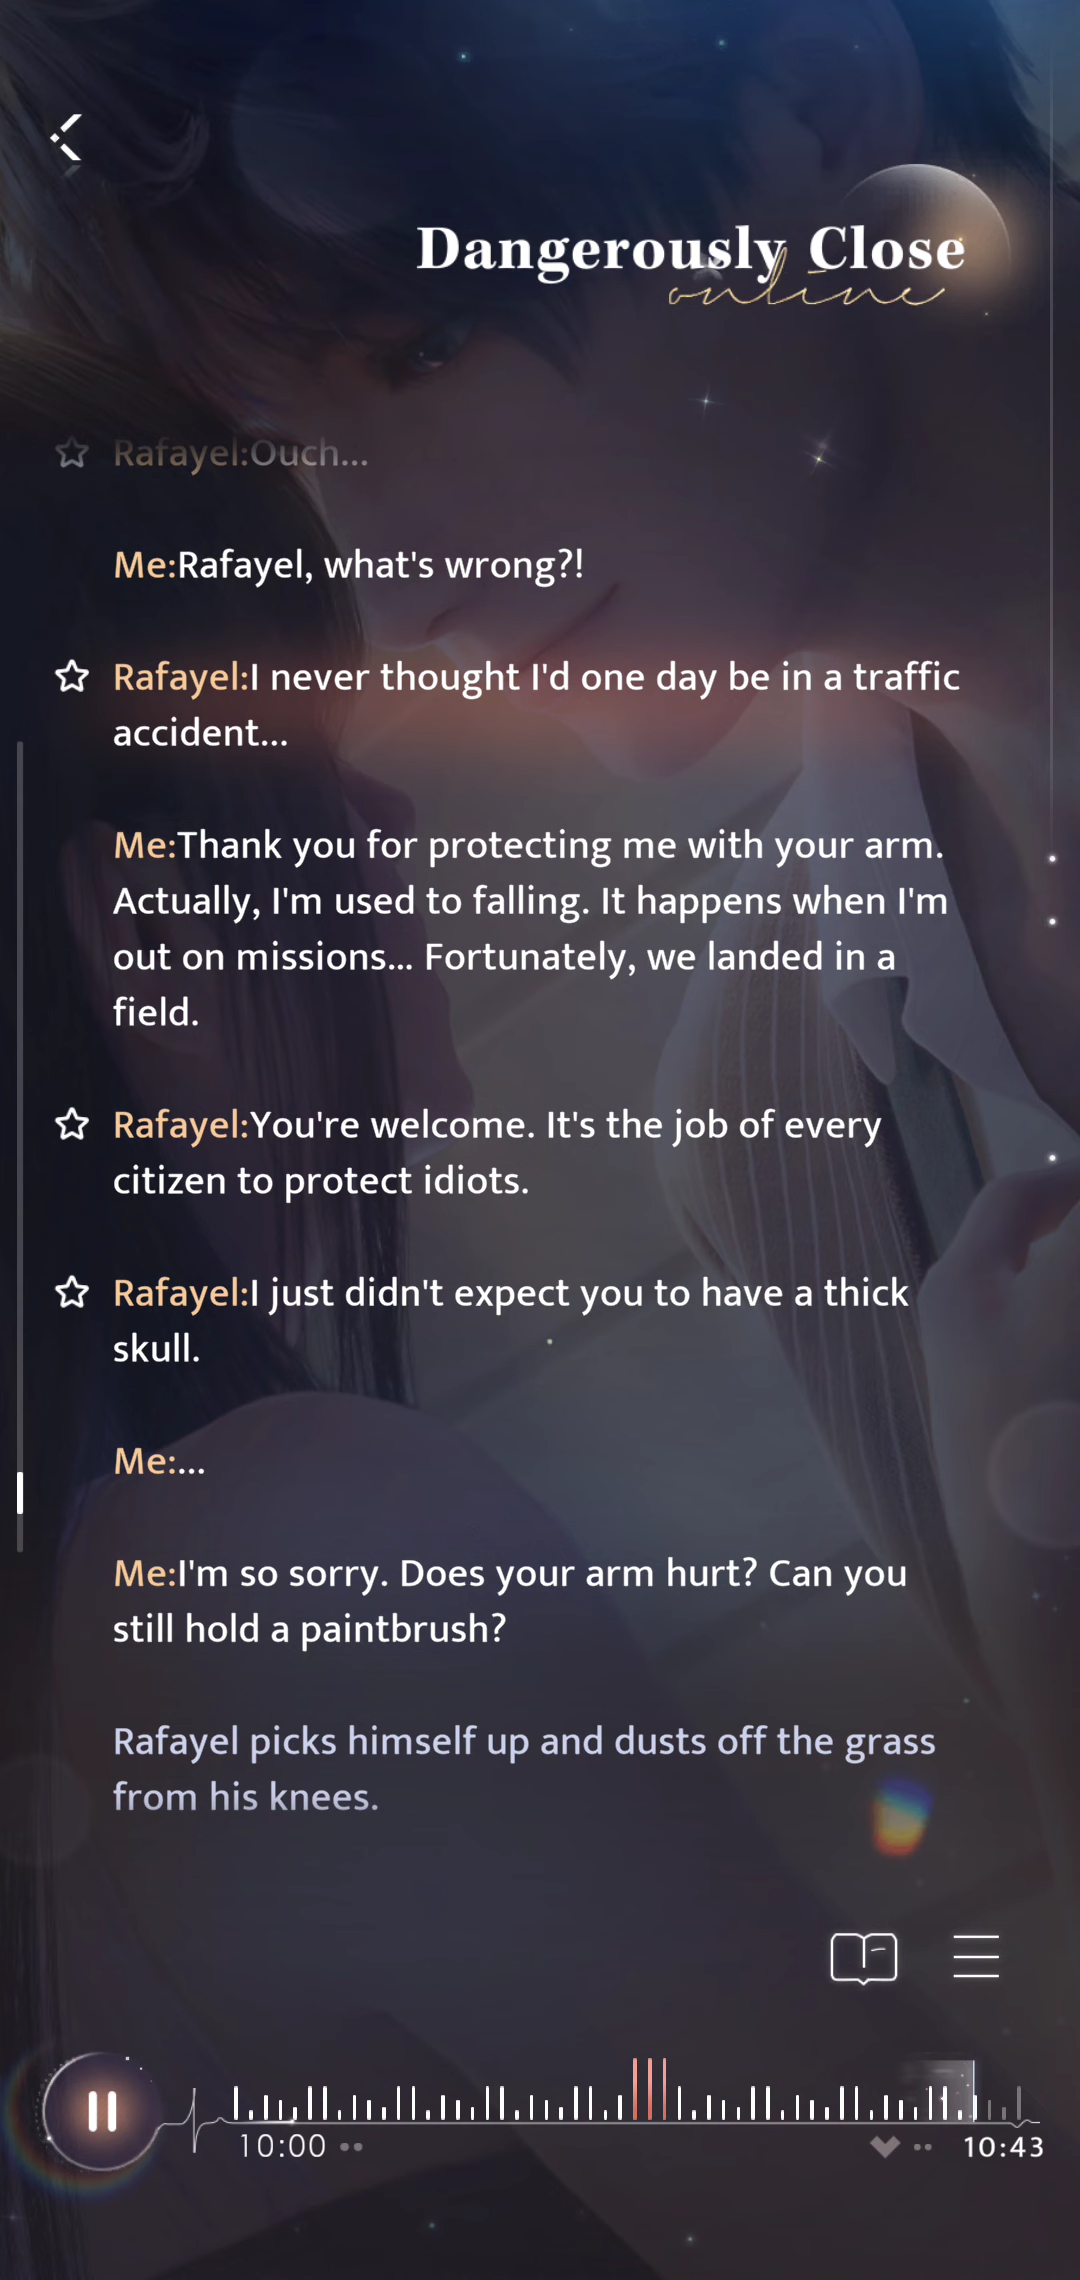 Dangerously Close
online
Rafayel:Ouch...
Me:Rafayel, what's wrong?!
Rafayel:I never thought I'd one day be in a traffic
accident...
Me:Thank you for protecting me with your arm.
Actually, I'm used to falling. It happens when I'm
out on missions... Fortunately, we landed in a
field.
Rafayel:You're welcome. It's the job of every
citizen to protect idiots.
Rafayel:I just didn't expect you to have a thick
skull.
Me:...
Me:I'm so sorry. Does your arm hurt? Can you
still hold a paintbrush?
Rafayel picks himself up and dusts off the grass
from his knees.
10:00
10:43